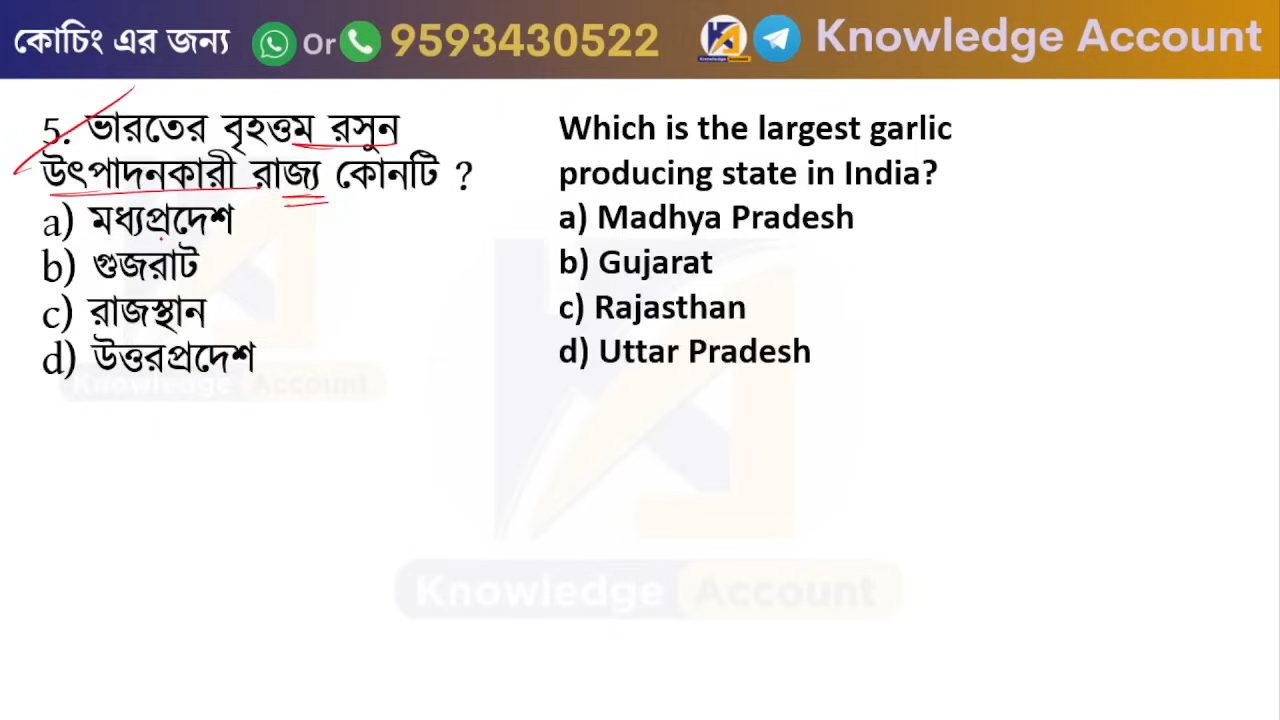 কোচিং এর জন্য Or 9593430522 Knowledge Account
5. ভারতের বৃহত্তম রসুন
উৎপাদনকারী রাজ্য কোনটি ?
a) মধ্যপ্রদেশ
b) গুজরাট
c) রাজস্থান
d) উত্তরপ্রদেশ
Which is the largest garlic
producing state in India?
a) Madhya Pradesh
b) Gujarat
c) Rajasthan
d) Uttar Pradesh
Knowledge Account
Knowledge Account